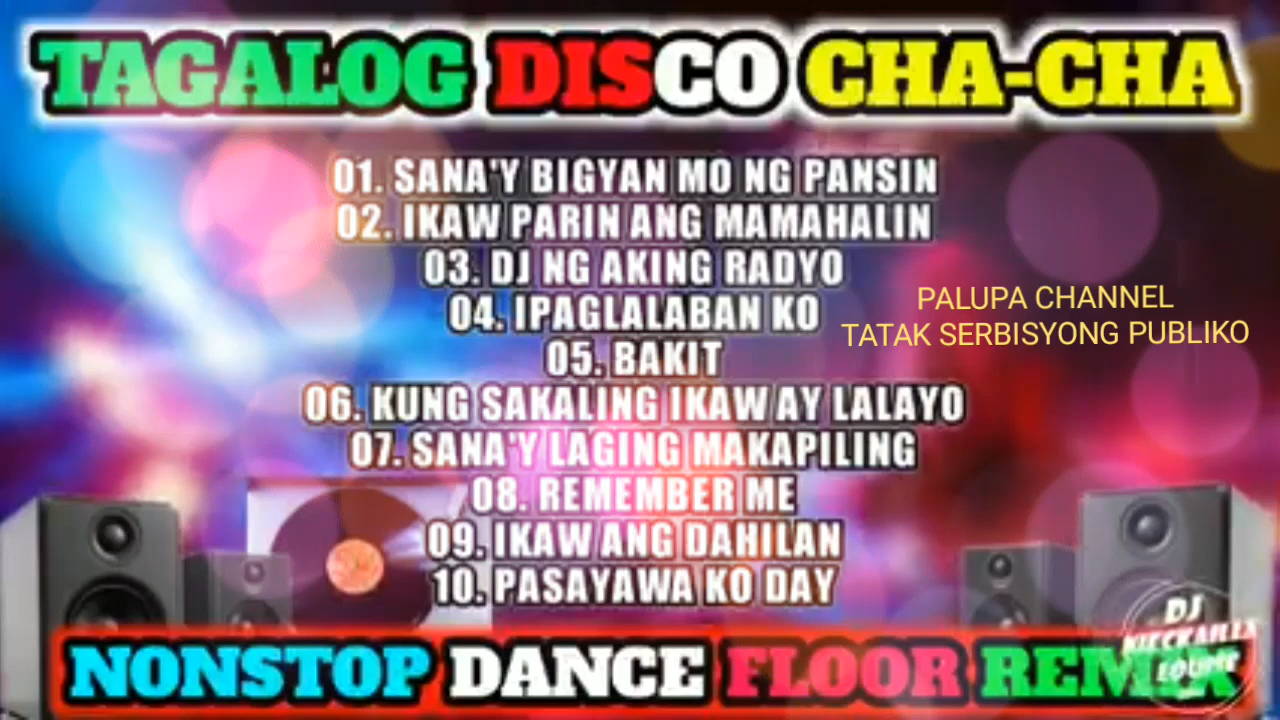 TAGALOG DISCO CHA-CHA
01. SANA'Y BIGYAN MO NG PANSIN
02. IKAW PARIN ANG MAMAHALIN
03. DJ NG AKING RADYO
04. IPAGLALABAN KO
05. BAKIT
06. KUNG SAKALING IKAW AY LALAYO
07. SANA'Y LAGING MAKAPILING
08. REMEMBER ME
09. IKAW ANG DAHILAN
10. PASAYAWA KO DAY
PALUPA CHANNEL
TATAK SERBISYONG PUBLIKO
NONSTOP DANCE FLOOR REMIX
DJ